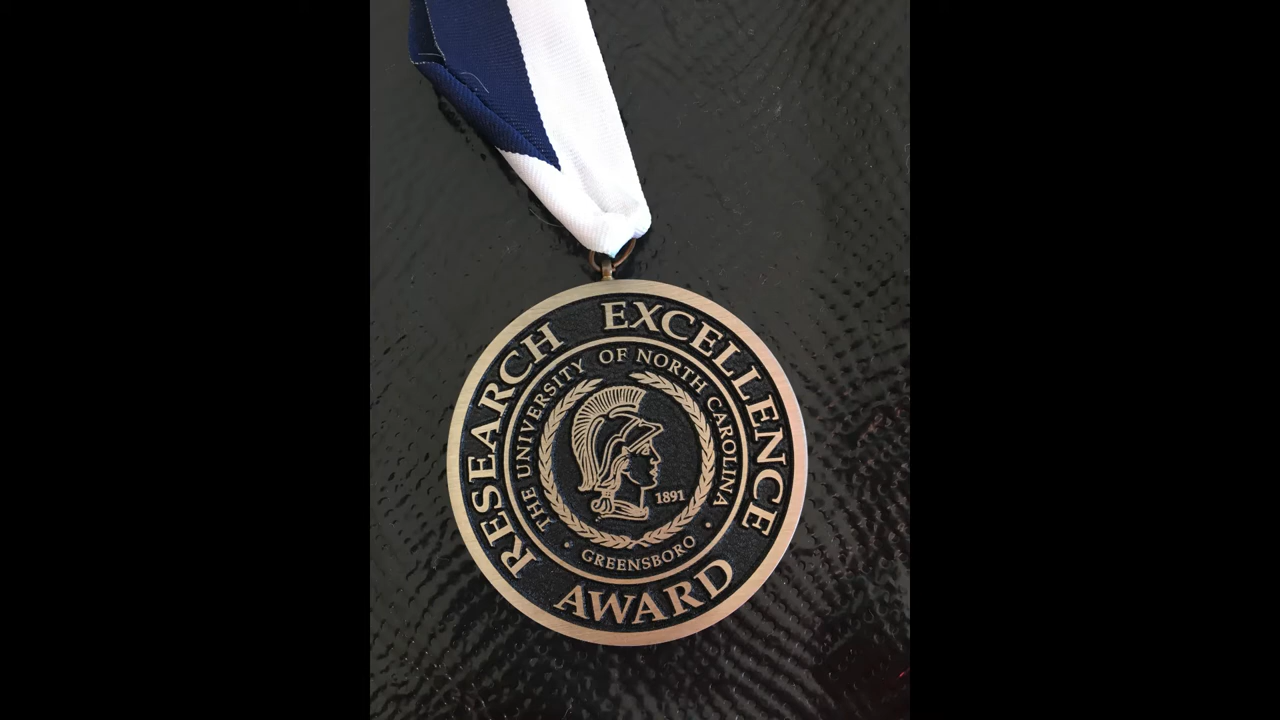 RESEARCH EXCELLENCE
AWARD
THE UNIVERSITY OF NORTH CAROLINA
• GREENSBORO •
1891